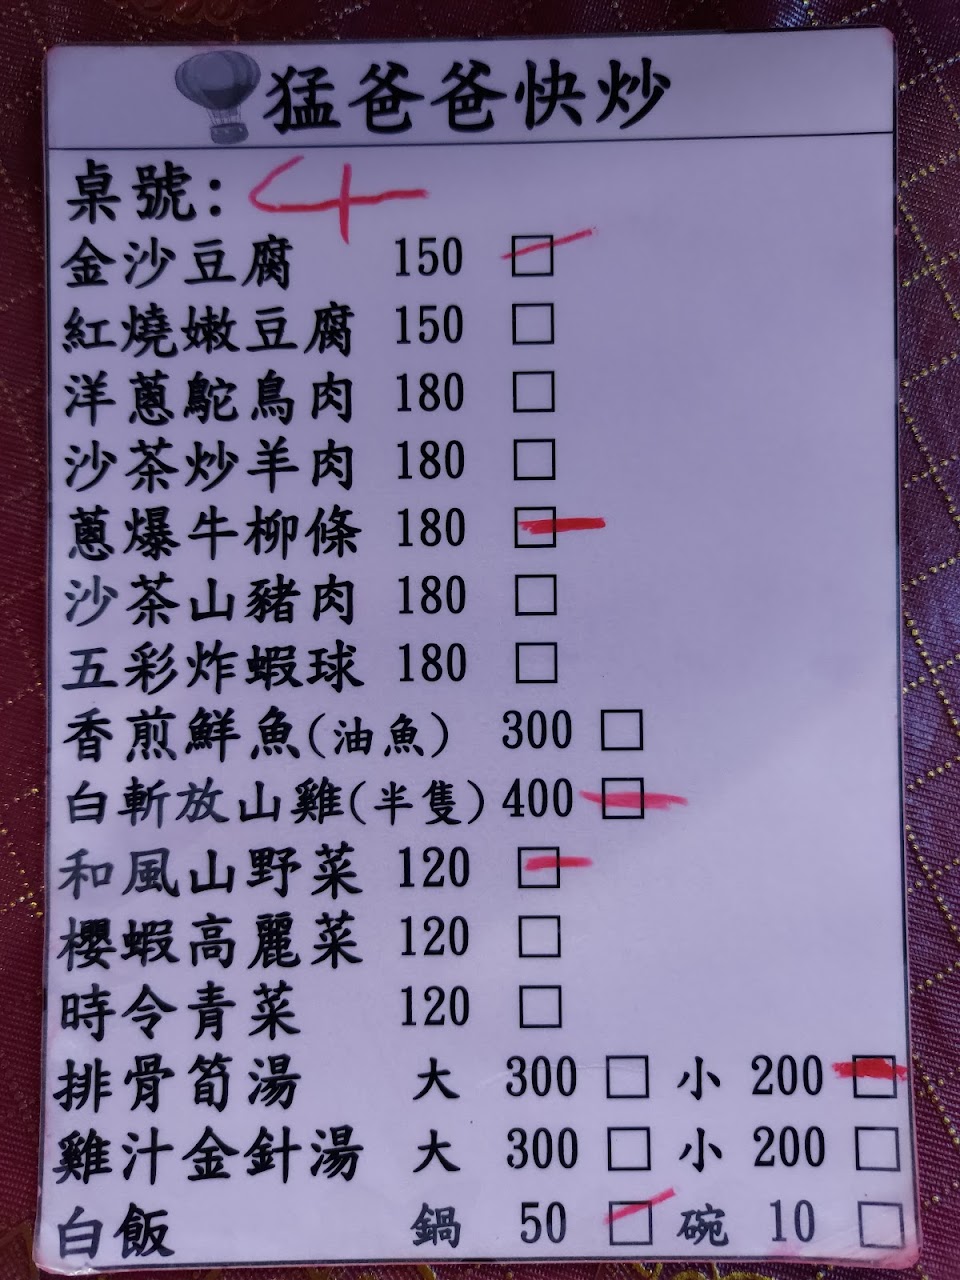 猛爸爸快炒
桌號: 4
金沙豆腐 150 □
紅燒嫩豆腐 150 □
洋蔥鴕鳥肉 180 □
沙茶炒羊肉 180 □
蔥爆牛柳條 180 □
沙茶山豬肉 180 □
五彩炸蝦球 180 □
香煎鮮魚(油魚) 300 □
白斬放山雞(半隻) 400 □
和風山野菜 120 □
櫻蝦高麗菜 120 □
時令青菜 120 □
排骨筍湯 大 300 □ 小 200 □
雞汁金針湯 大 300 □ 小 200 □
白飯 鍋 50 □ 碗 10 □